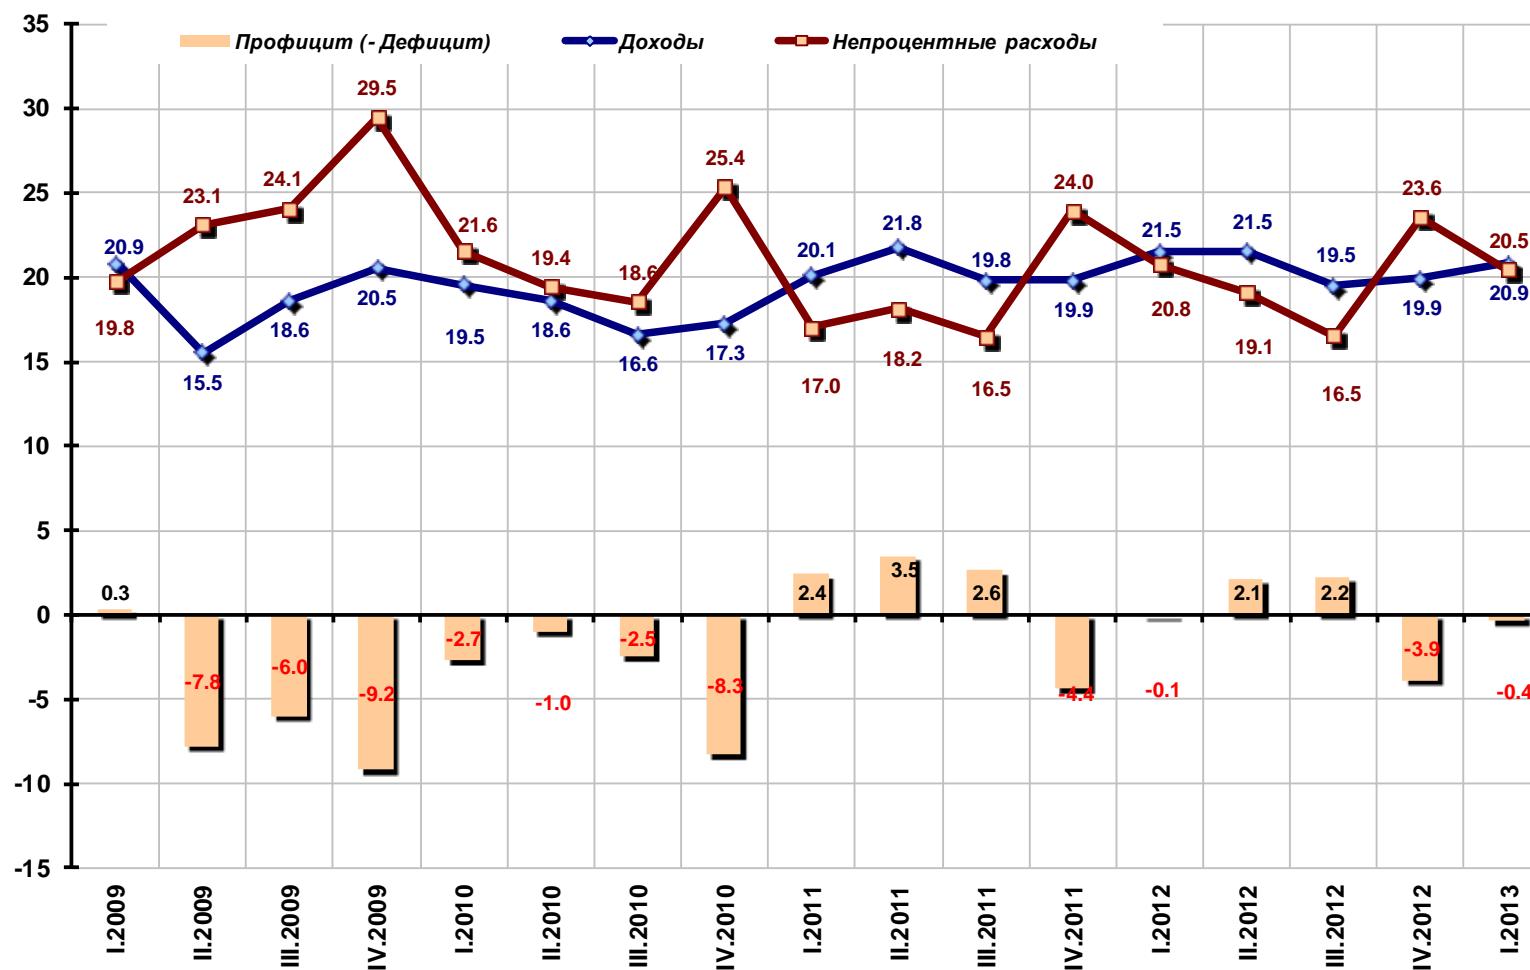 Профицит (- Дефицит) Доходы Непроцентные расходы
35
30
25
20
15
10
5
0
-5
-10
-15
29.5
25.4
23.1 24.1 24.0 23.6
20.9 21.6 19.4 18.6 20.1 21.8 19.8 21.5 21.5 19.5 20.5
19.8 15.5 18.6 20.5 19.5 18.6 16.6 17.3 19.9 20.8 19.9 20.9
17.0 18.2 16.5 19.1 16.5
0.3 2.4 3.5 2.6 2.1 2.2
-7.8 -6.0 -9.2 -2.7 -1.0 -2.5 -8.3 -4.4 -0.1 -3.9 -0.4
I.2009
II.2009
III.2009
IV.2009
I.2010
II.2010
III.2010
IV.2010
I.2011
II.2011
III.2011
IV.2011
I.2012
II.2012
III.2012
IV.2012
I.2013